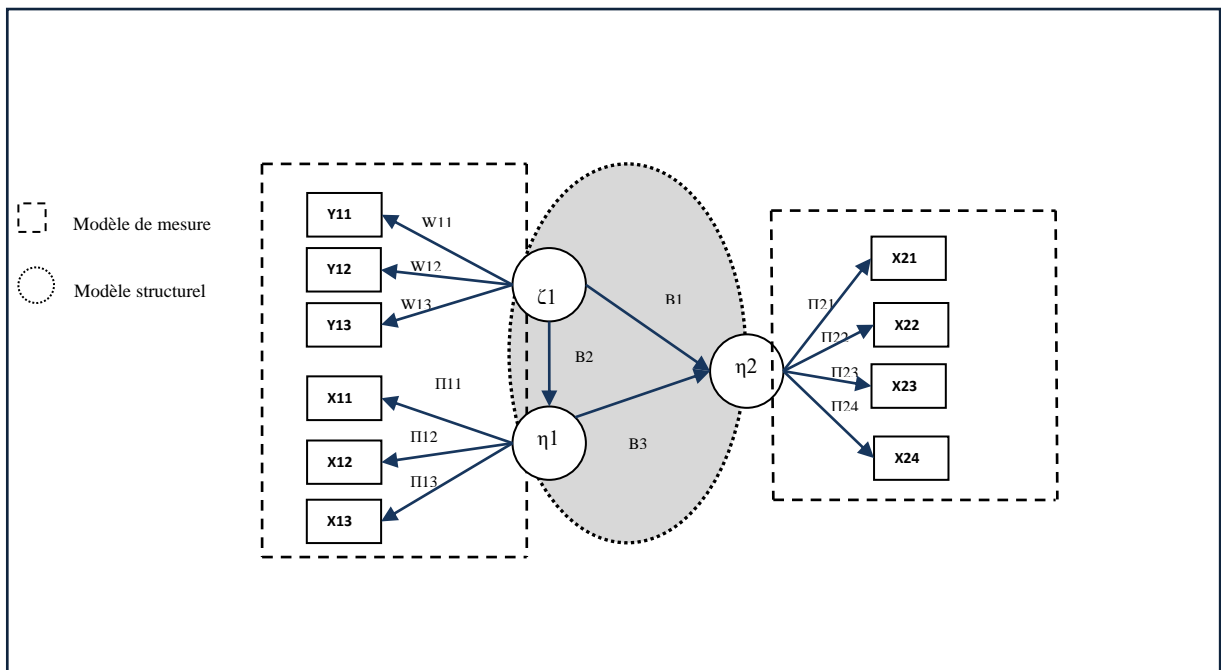 Modèle de mesure
Modèle structurel
Y11
Y12
Y13
X11
X12
X13
W11
W12
W13
Π11
Π12
Π13
ζ1
η1
B1
B2
B3
η2
Π21
Π22
Π23
Π24
X21
X22
X23
X24